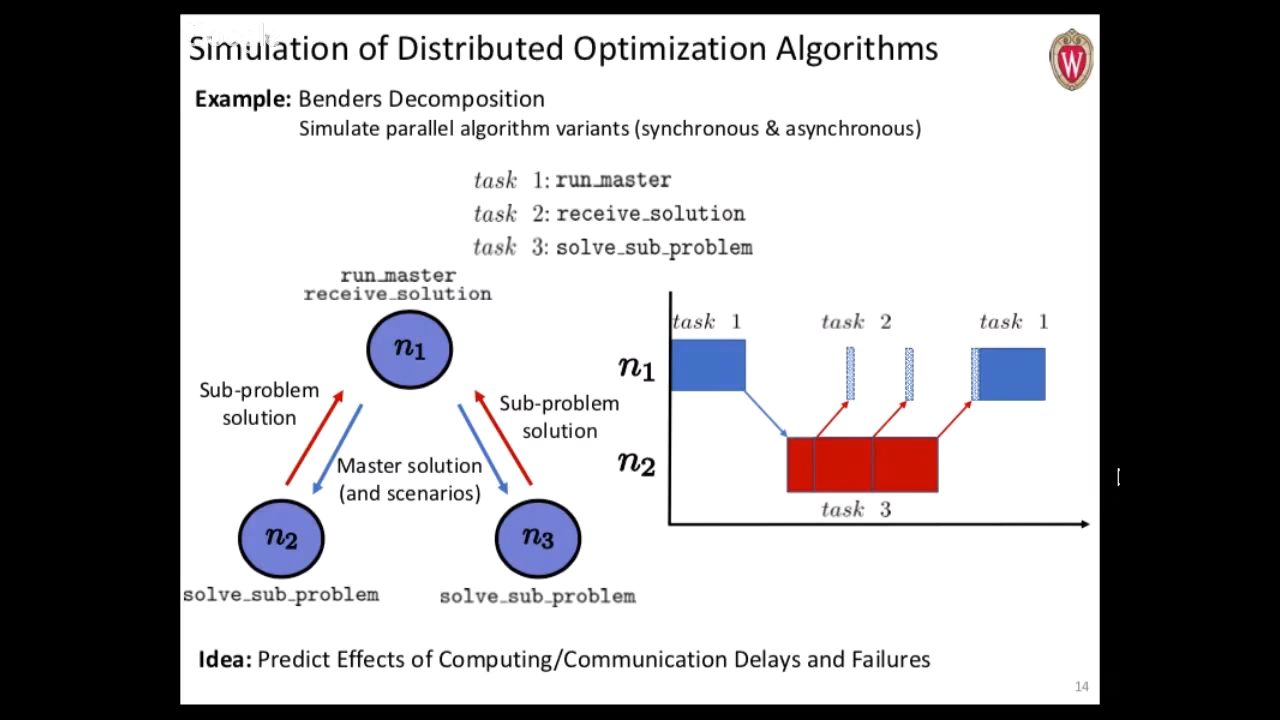 Simulation of Distributed Optimization Algorithms
W
Example: Benders Decomposition
Simulate parallel algorithm variants (synchronous & asynchronous)
task 1: run_master
task 2: receive_solution
task 3: solve_sub_problem
run_master
receive_solution
n1
Sub-problem
solution
Sub-problem
solution
Master solution
(and scenarios)
n2
n3
solve_sub_problem
solve_sub_problem
task 1
task 2
task 1
n1
n2
task 3
Idea: Predict Effects of Computing/Communication Delays and Failures
14